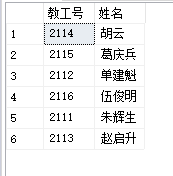 教工号 姓名
1 2114 胡云
2 2115 葛庆兵
3 2112 单建魁
4 2116 伍俊明
5 2111 朱辉生
6 2113 赵启升